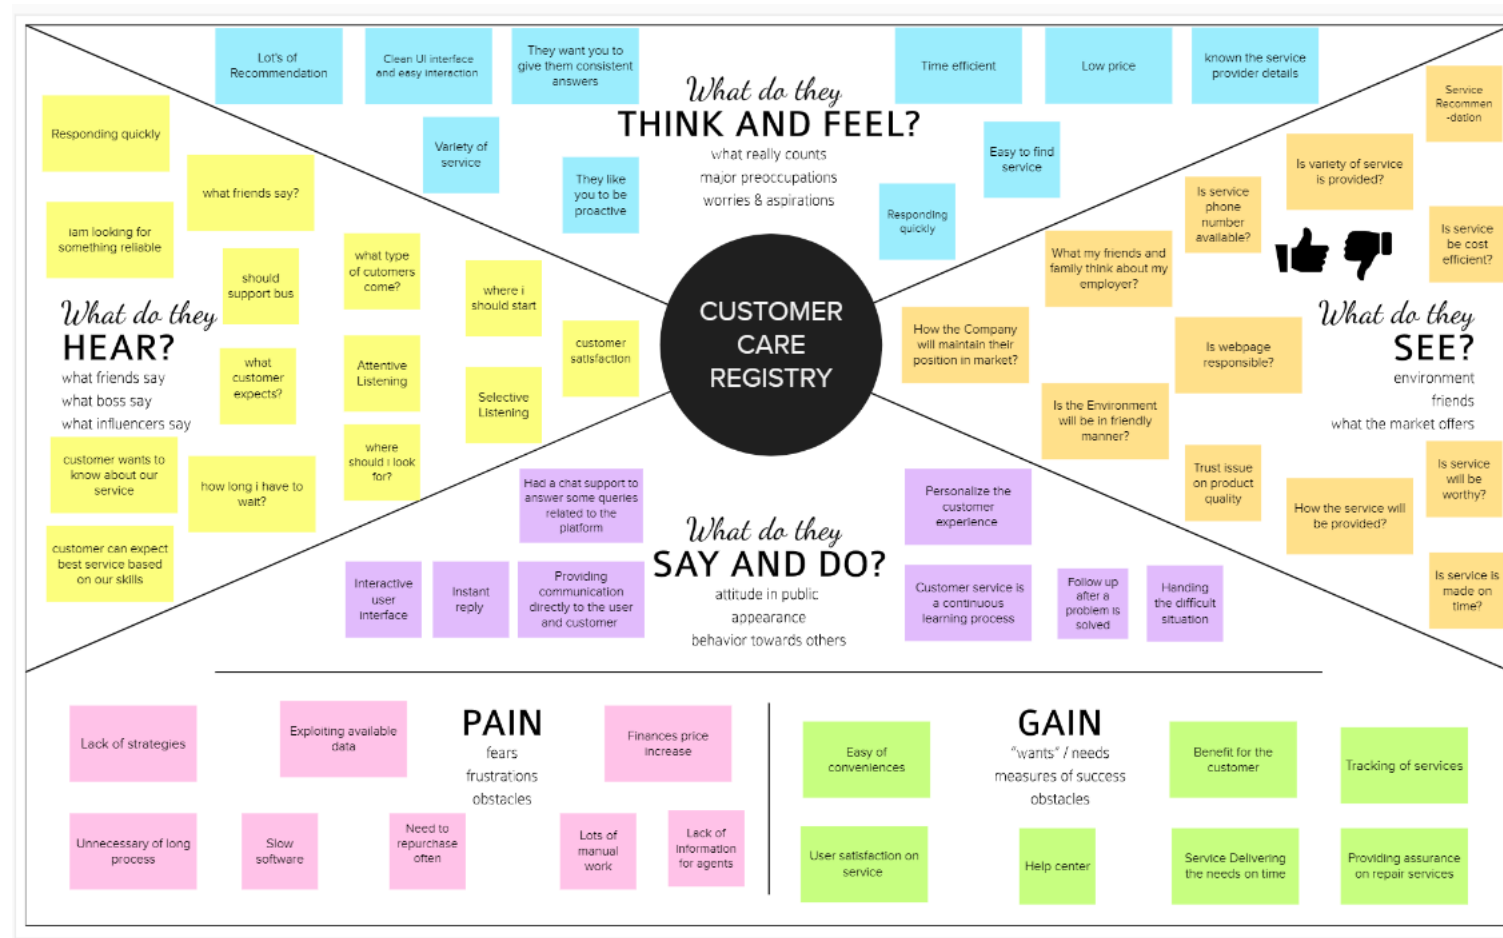 Lot's of
Recommendation
Clean UI interface
and easy interaction
They want you to
give them consistent
answers
Variety of
service
They like
you to be
proactive
What do they
THINK AND FEEL?
what really counts
major preoccupations
worries & aspirations
Time efficient
Low price
known the service
provider details
Easy to find
service
Responding
quickly
Responding quickly
what friends say?
iam looking for
something reliable
should
support bus
what type
of cutomers
come?
where i
should start
What do they
HEAR?
what friends say
what boss say
what influencers say
what
customer
expects?
Attentive
Listening
customer
satisfaction
Selective
Listening
customer wants to
know about our
service
how long i have to
wait?
where
should i look
for?
customer can expect
best service based
on our skills
CUSTOMER
CARE
REGISTRY
Service
Recommen
-dation
Is variety of service
is provided?
Is service
phone
number
available?
Is service
be cost
efficient?
What my friends and
family think about my
employer?
How the Company
will maintain their
position in market?
Is webpage
responsible?
What do they
SEE?
environment
friends
what the market offers
Is the Environment
will be in friendly
manner?
Trust issue
on product
quality
How the service will
be provided?
Is service
will be
worthy?
Is service is
made on
time?
Had a chat support to
answer some queries
related to the
platform
Interactive
user
interface
Instant
reply
Providing
communication
directly to the user
and customer
What do they
SAY AND DO?
attitude in public
appearance
behavior towards others
Personalize the
customer
experience
Customer service is
a continuous
learning process
Follow up
after a
problem is
solved
Handing
the difficult
situation
PAIN
fears
frustrations
obstacles
Lack of strategies
Exploiting available
data
Finances price
increase
Unnecessary of long
process
Slow
software
Need to
repurchase
often
Lots of
manual
work
Lack of
Information
for agents
GAIN
"wants" / needs
measures of success
obstacles
Easy of
conveniences
Benefit for the
customer
Tracking of services
User satisfaction on
service
Help center
Service Delivering
the needs on time
Providing assurance
on repair services